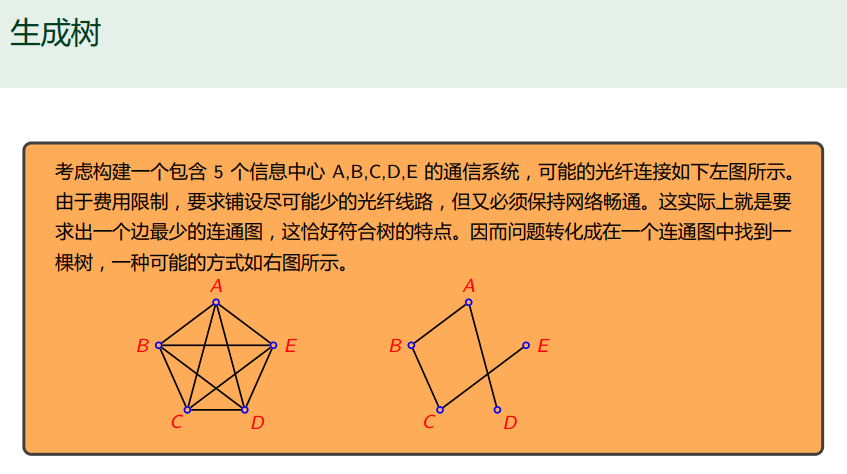 生成树
考虑构建一个包含 5 个信息中心 A,B,C,D,E 的通信系统，可能的光纤连接如下左图所示。
由于费用限制，要求铺设尽可能少的光纤线路，但又必须保持网络畅通。这实际上就是要
求出一个边最少的连通图，这恰好符合树的特点。因而问题转化成在一个连通图中找到一
棵树，一种可能的方式如右图所示。
A
B
E
C
D
A
B
E
C
D